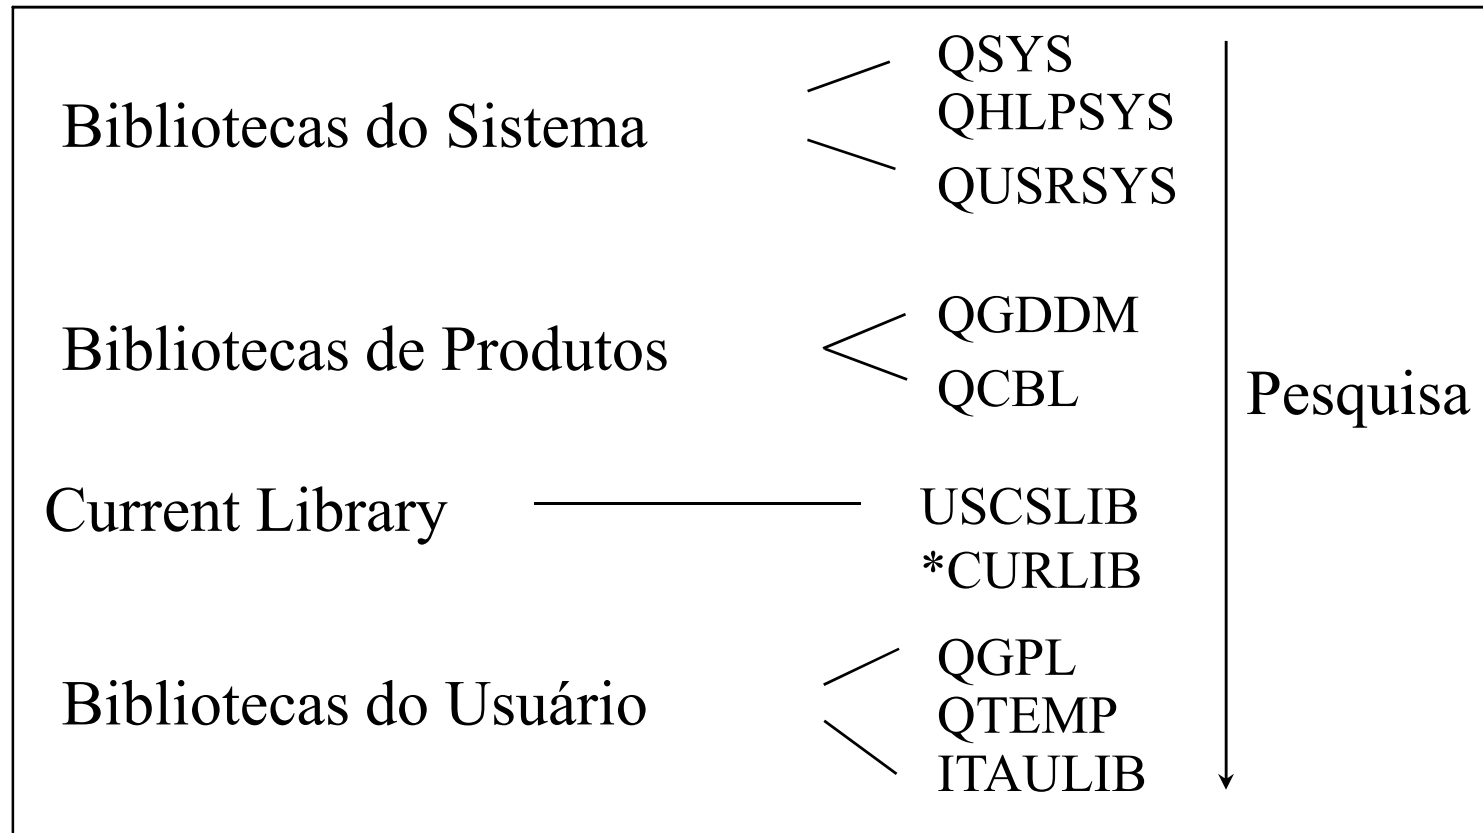 Bibliotecas do Sistema
QSYS
QHLPSYS
QUSRSYS
Bibliotecas de Produtos
QGDDM
QCBL
Pesquisa
Current Library
USCSLIB
*CURLIB
Bibliotecas do Usuário
QGPL
QTEMP
ITAULIB